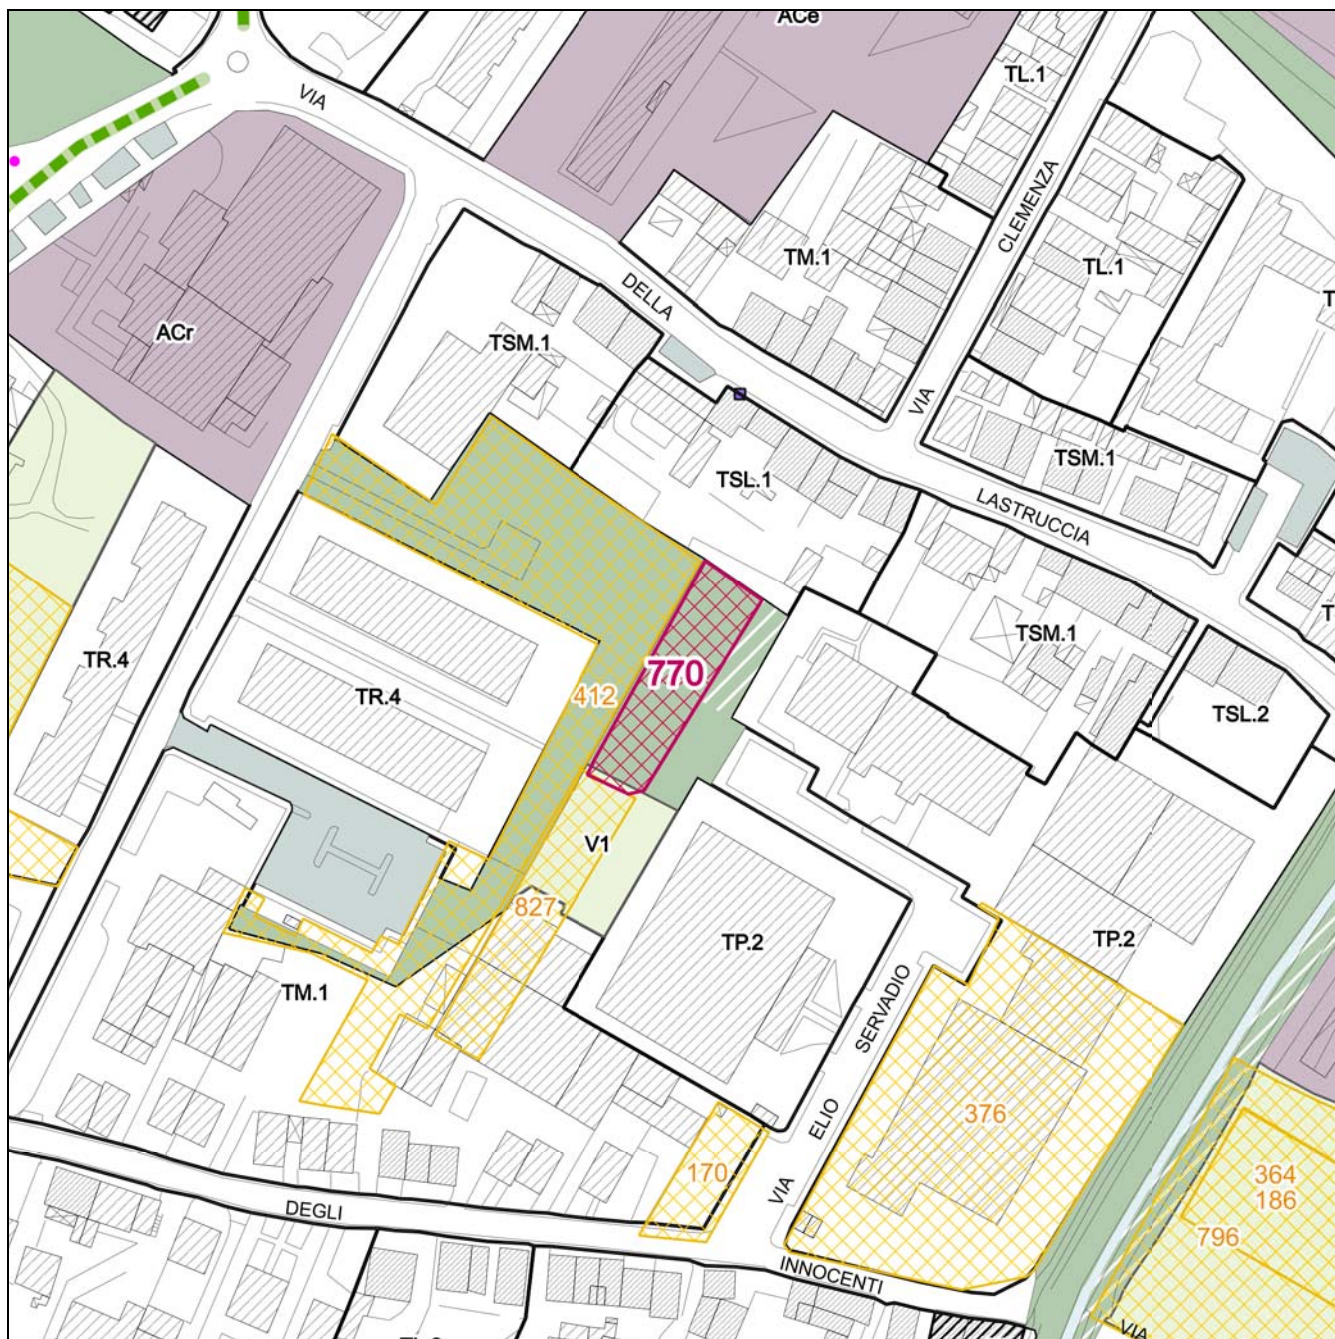 ACe
TL.1
VIA
CLEMENZA
TM.1
TL.1
DELLA
ACr
TSM.1
VIA
TSM.1
TSL.1
LASTRUCCIA
TSM.1
TR.4
770
412
TR.4
TSL.2
V1
827
TP.2
TP.2
TM.1
SERVADIO
ELIO
376
170
VIA
364
186
796
DEGLI
INNOCENTI
VIA